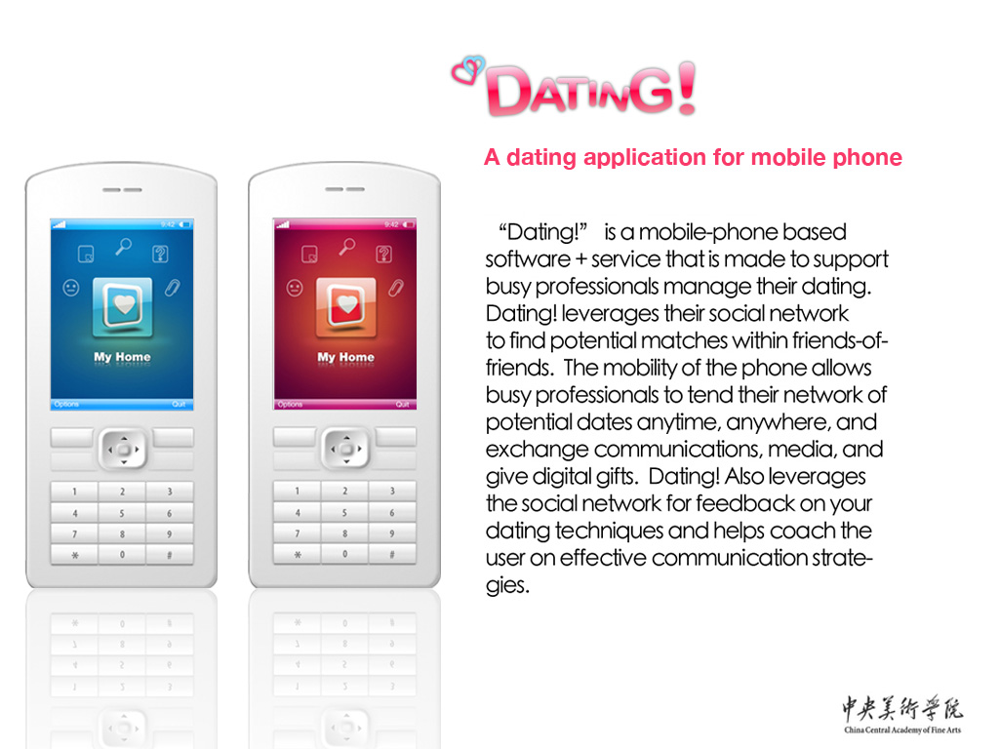 DATING!
A dating application for mobile phone
“Dating!” is a mobile-phone based
software + service that is made to support
busy professionals manage their dating.
Dating! leverages their social network
to find potential matches within friends-of-
friends. The mobility of the phone allows
busy professionals to tend their network of
potential dates anytime, anywhere, and
exchange communications, media, and
give digital gifts. Dating! Also leverages
the social network for feedback on your
dating techniques and helps coach the
user on effective communication strate-
gies.
9:42
My Home
Options Quit
1 2 3
4 5 6
7 8 9
* 0 #
9:42
My Home
Options Quit
1 2 3
4 5 6
7 8 9
* 0 #
中央美術学院
China Central Academy of Fine Arts